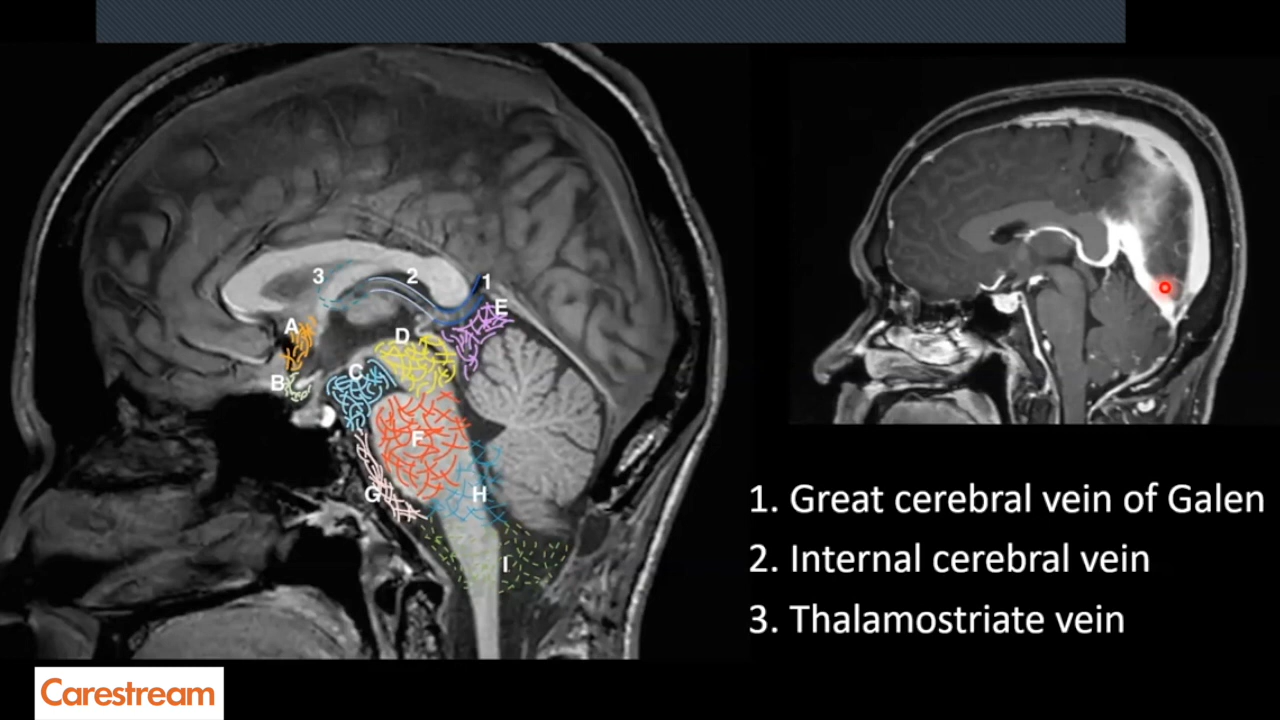 3
2
1
A
E
D
B
C
F
G
H
I
1. Great cerebral vein of Galen
2. Internal cerebral vein
3. Thalamostriate vein
Carestream